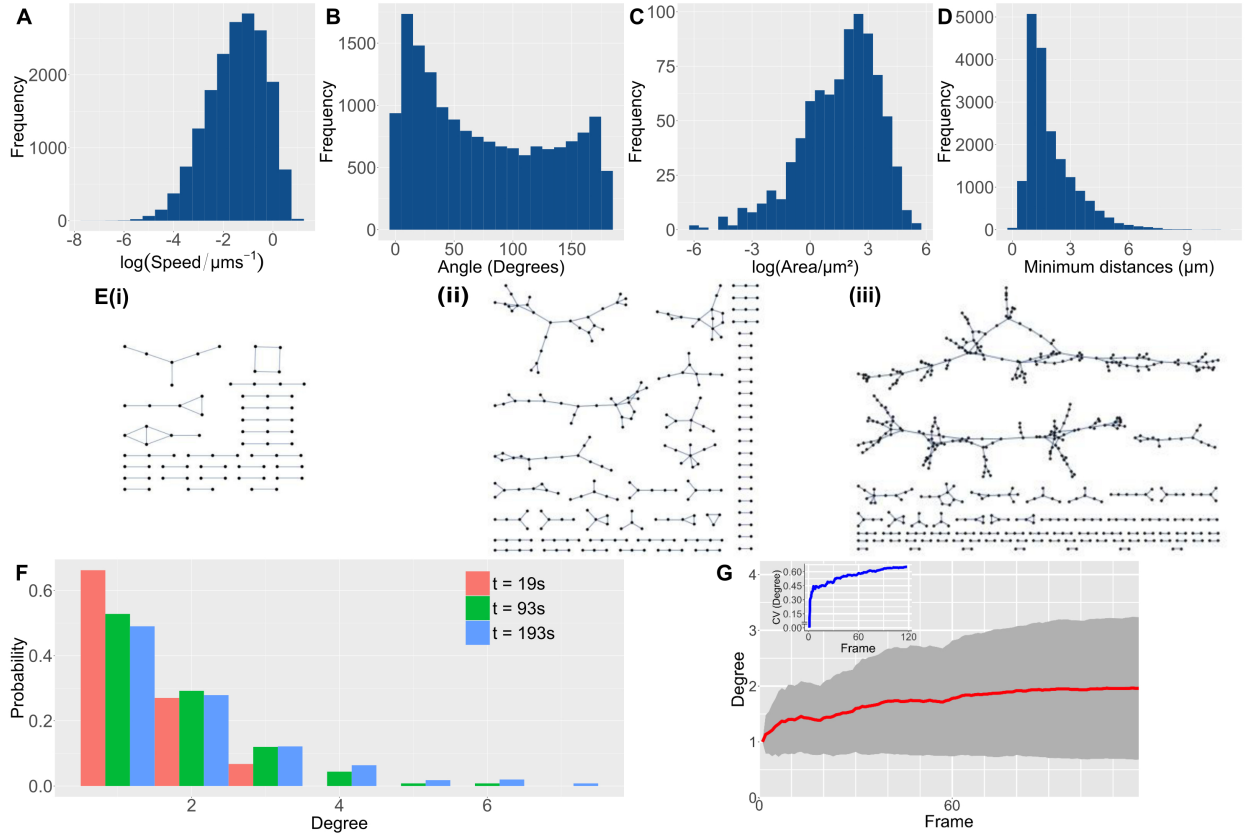 A
Frequency
2000
1000
0
-8
-6
-4
-2
0
log(Speed/μms⁻¹)
B
Frequency
1500
1000
500
0
0
50
100
150
Angle (Degrees)
C
Frequency
100
75
50
25
0
-6
-3
0
3
6
log(Area/μm²)
D
Frequency
5000
4000
3000
2000
1000
0
0
3
6
9
Minimum distances (μm)
E(i)
(ii)
(iii)
F
Probability
0.6
0.4
0.2
0.0
2
4
6
Degree
t = 19s
t = 93s
t = 193s
G
Degree
4
3
2
1
0
0
60
Frame
CV (Degree)
0.60
0.45
0.30
0.15
0.00
0
60
120
Frame